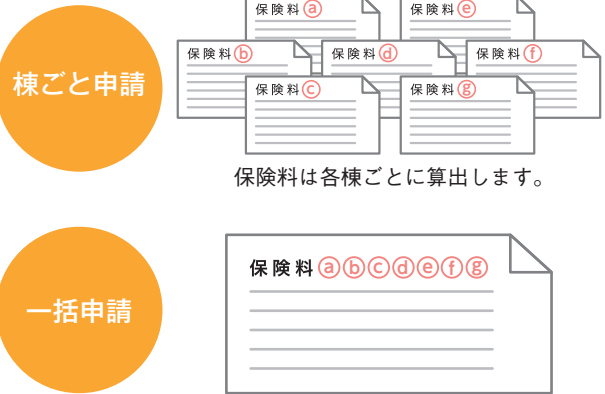 棟ごと申請
保険料ⓐ
保険料ⓔ
保険料ⓑ
保険料ⓓ
保険料ⓕ
保険料ⓒ
保険料ⓖ
保険料は各棟ごとに算出します。
一括申請
保険料ⓐⓑⓒⓓⓔⓕⓖ